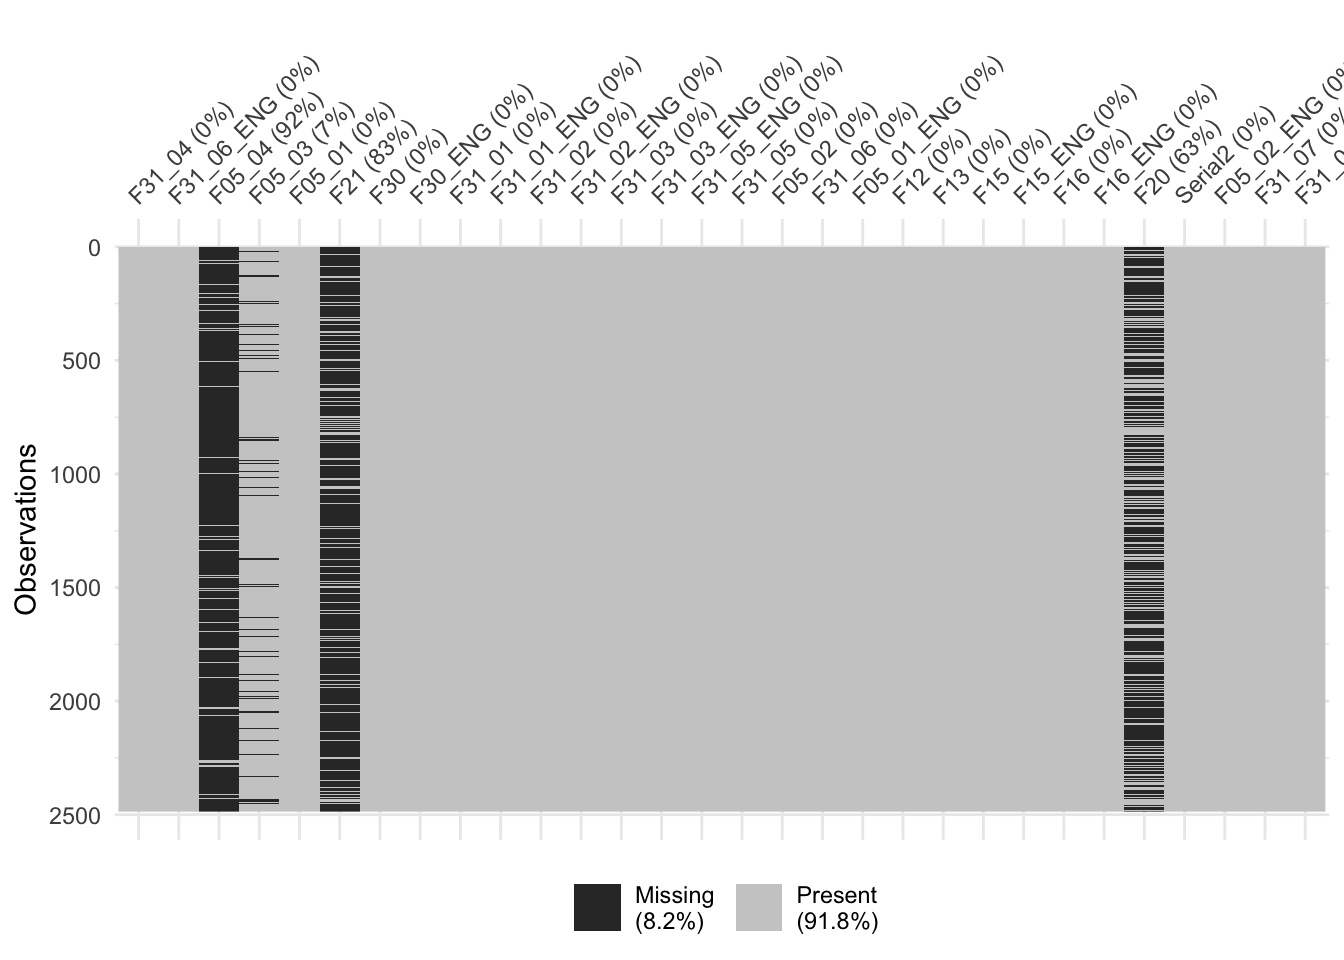 F31_04 (0%)
F31_06_ENG (0%)
F05_04 (92%)
F05_03 (7%)
F05_01 (0%)
F21 (83%)
F30 (0%)
F30_ENG (0%)
F31_01 (0%)
F31_01_ENG (0%)
F31_02 (0%)
F31_02_ENG (0%)
F31_03 (0%)
F31_03_ENG (0%)
F31_05_ENG (0%)
F31_05 (0%)
F05_02 (0%)
F31_06 (0%)
F05_01_ENG (0%)
F12 (0%)
F13 (0%)
F15 (0%)
F15_ENG (0%)
F16 (0%)
F16_ENG (0%)
F20 (63%)
Serial2 (0%)
F05_02_ENG (0%
F31_07 (0%
F31_
0
500
1000
1500
2000
2500
Observations
Missing
(8.2%)
Present
(91.8%)